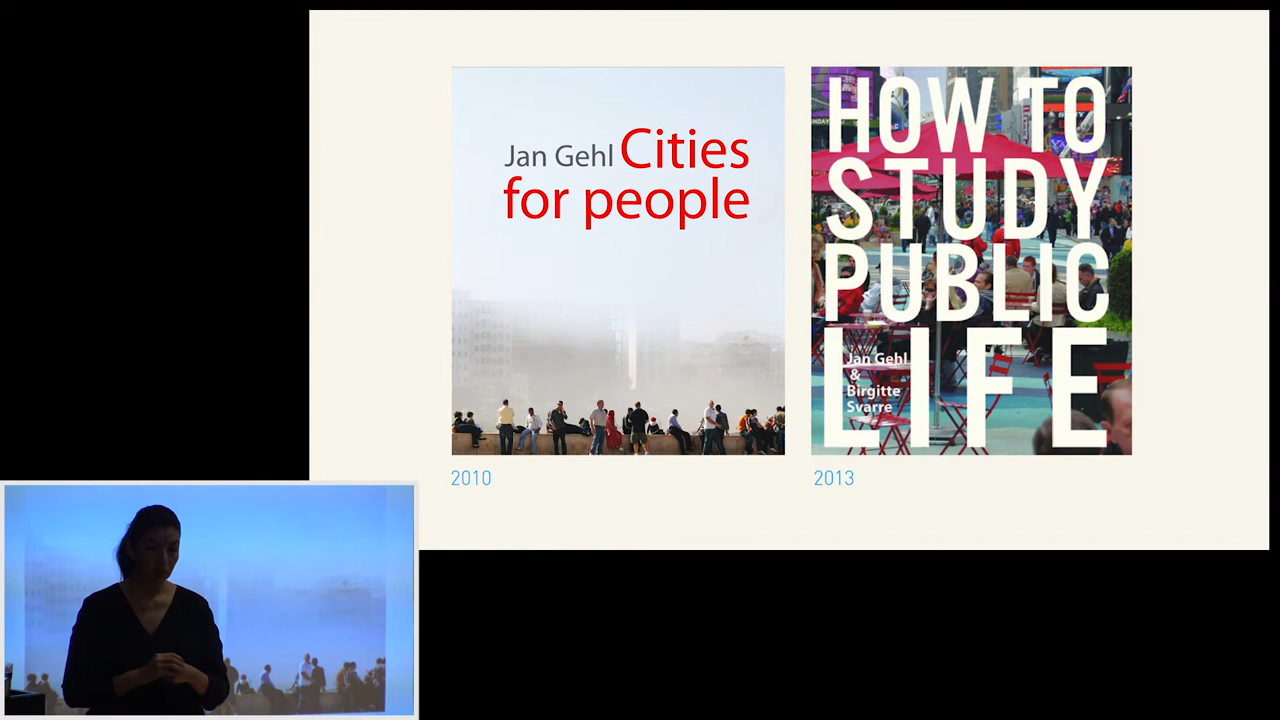 Jan Gehl Cities
for people
HOW TO
STUDY
PUBLIC
LIFE
Jan Gehl
&
Birgitte
Svarre
2010
2013